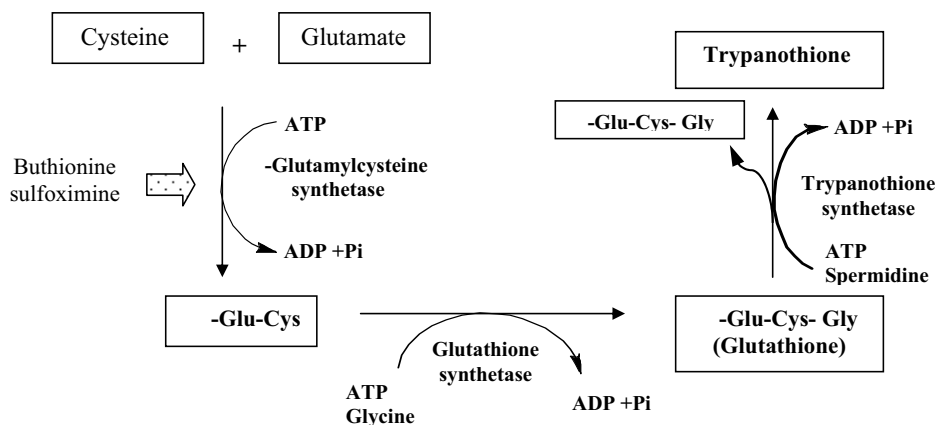 Cysteine
+
Glutamate
Trypanothione
-Glu-Cys- Gly
ATP
ADP +Pi
Buthionine
sulfoximine
-Glutamylcysteine
synthetase
Trypanothione
synthetase
ADP +Pi
ATP
Spermidine
-Glu-Cys
-Glu-Cys- Gly
(Glutathione)
Glutathione
synthetase
ATP
Glycine
ADP +Pi